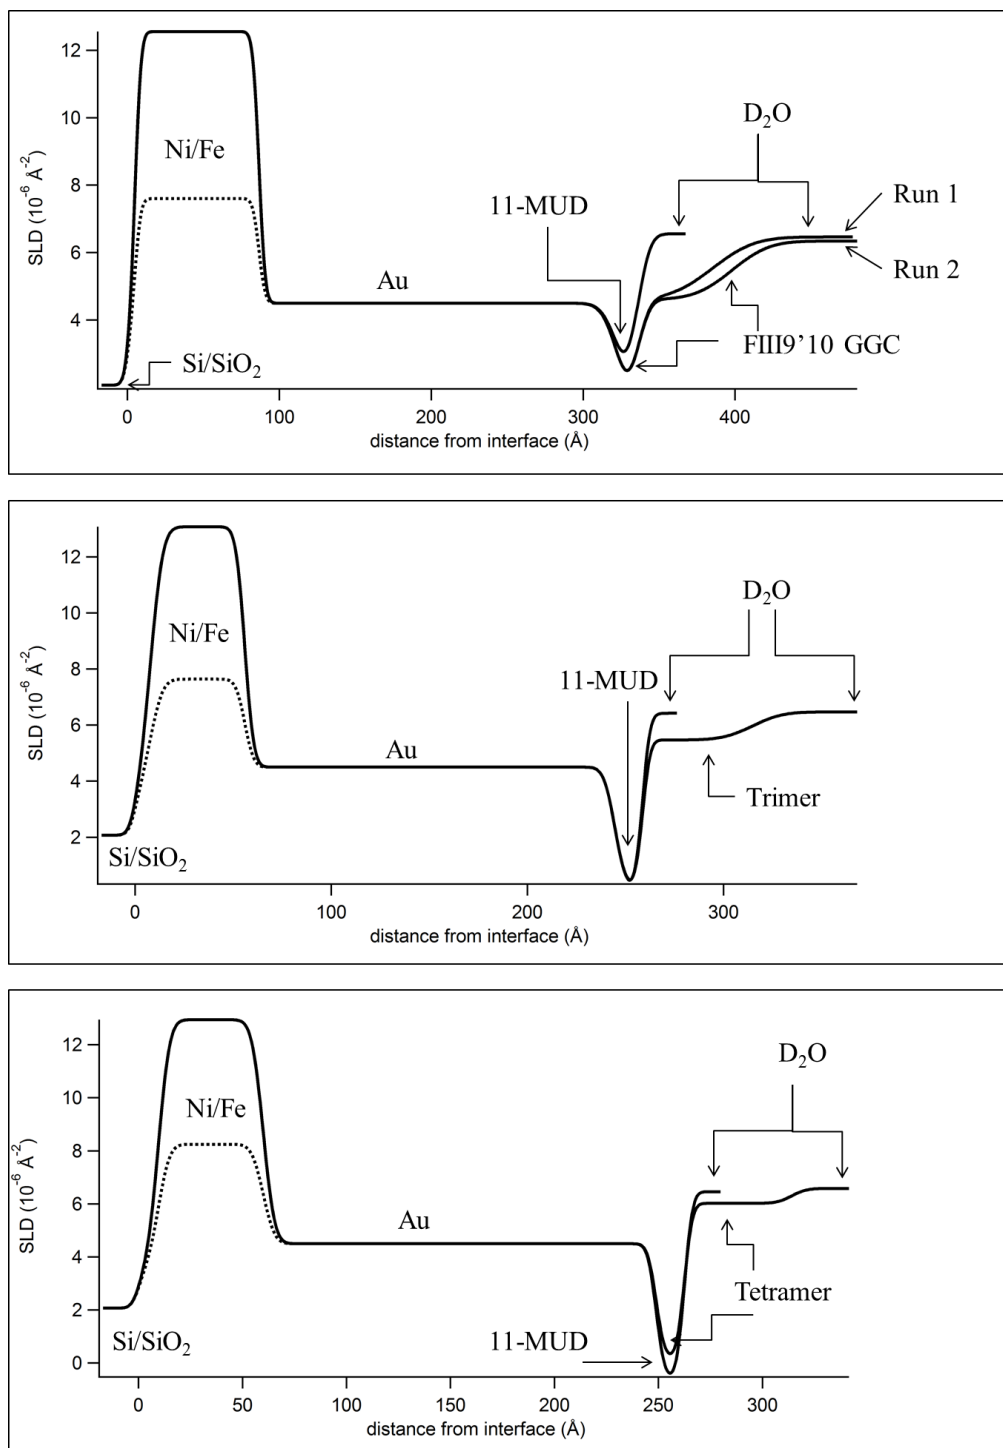 12
10
8
6
4
SLD (10⁻⁶ Å⁻²)
Ni/Fe
D₂O
11-MUD
Run 1
Run 2
Au
FIII9’10 GGC
Si/SiO₂
0 100 200 300 400
distance from interface (Å)
12
10
8
6
4
2
SLD (10⁻⁶ Å⁻²)
Ni/Fe
D₂O
11-MUD
Au
Trimer
Si/SiO₂
0 100 200 300
distance from interface (Å)
12
10
8
6
4
2
0
SLD (10⁻⁶ Å⁻²)
D₂O
Ni/Fe
Au
Tetramer
Si/SiO₂
11-MUD
0 50 100 150 200 250 300
distance from interface (Å)